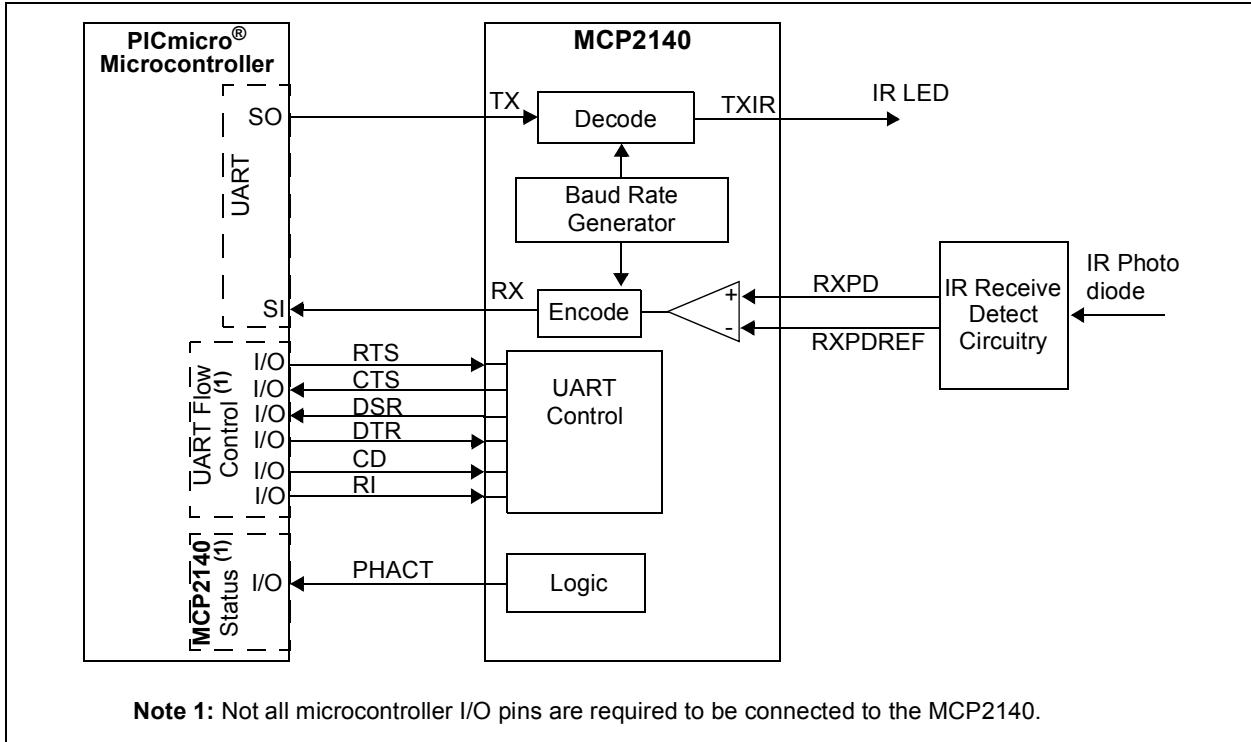 PICmicro®
Microcontroller
MCP2140
UART
SO
TX
Decode
TXIR
IR LED
Baud Rate
Generator
SI
RX
Encode
+
-
RXPD
RXPDREF
IR Receive
Detect
Circuitry
IR Photo
diode
UART Flow
Control (1)
I/O
RTS
I/O
CTS
I/O
DSR
I/O
DTR
I/O
CD
I/O
RI
UART
Control
MCP2140
Status (1)
I/O
PHACT
Logic
Note 1: Not all microcontroller I/O pins are required to be connected to the MCP2140.